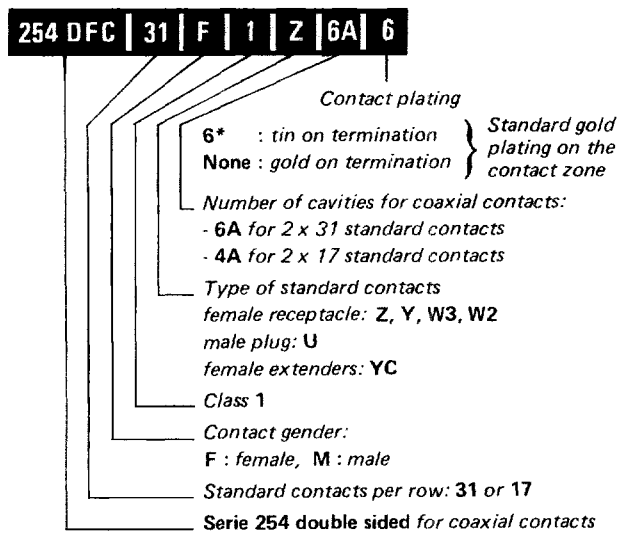 254 DFC 31 F 1 Z 6A 6
Contact plating
6* : tin on termination
None : gold on termination
Standard gold
plating on the
contact zone
Number of cavities for coaxial contacts:
- 6A for 2 x 31 standard contacts
- 4A for 2 x 17 standard contacts
Type of standard contacts
female receptacle: Z, Y, W3, W2
male plug: U
female extenders: YC
Class 1
Contact gender:
F : female, M : male
Standard contacts per row: 31 or 17
Serie 254 double sided for coaxial contacts